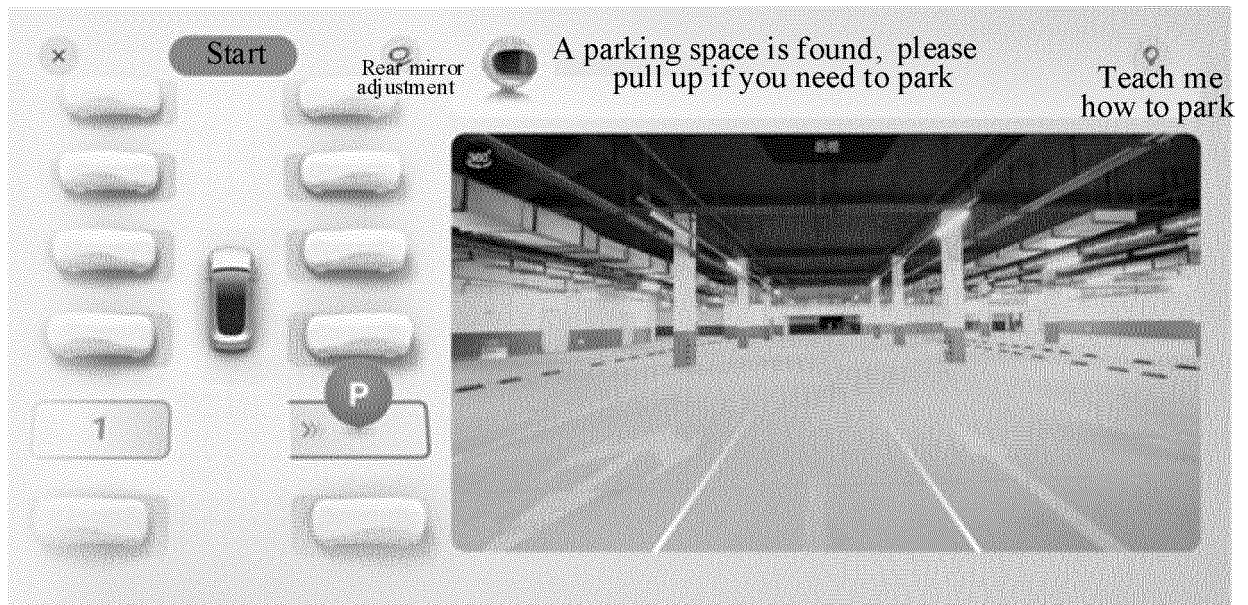 Start
Rear mirror
adjustment
A parking space is found, please
pull up if you need to park
Teach me
how to park
360°
P
1